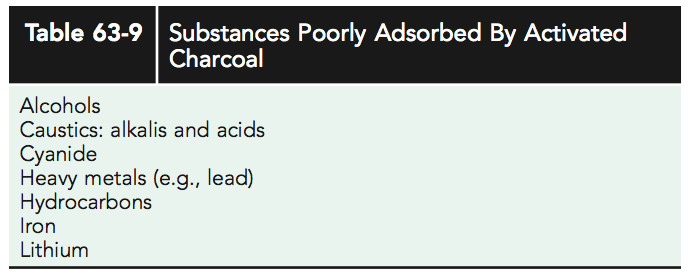 Table 63-9
Substances Poorly Adsorbed By Activated
Charcoal
Alcohols
Caustics: alkalis and acids
Cyanide
Heavy metals (e.g., lead)
Hydrocarbons
Iron
Lithium